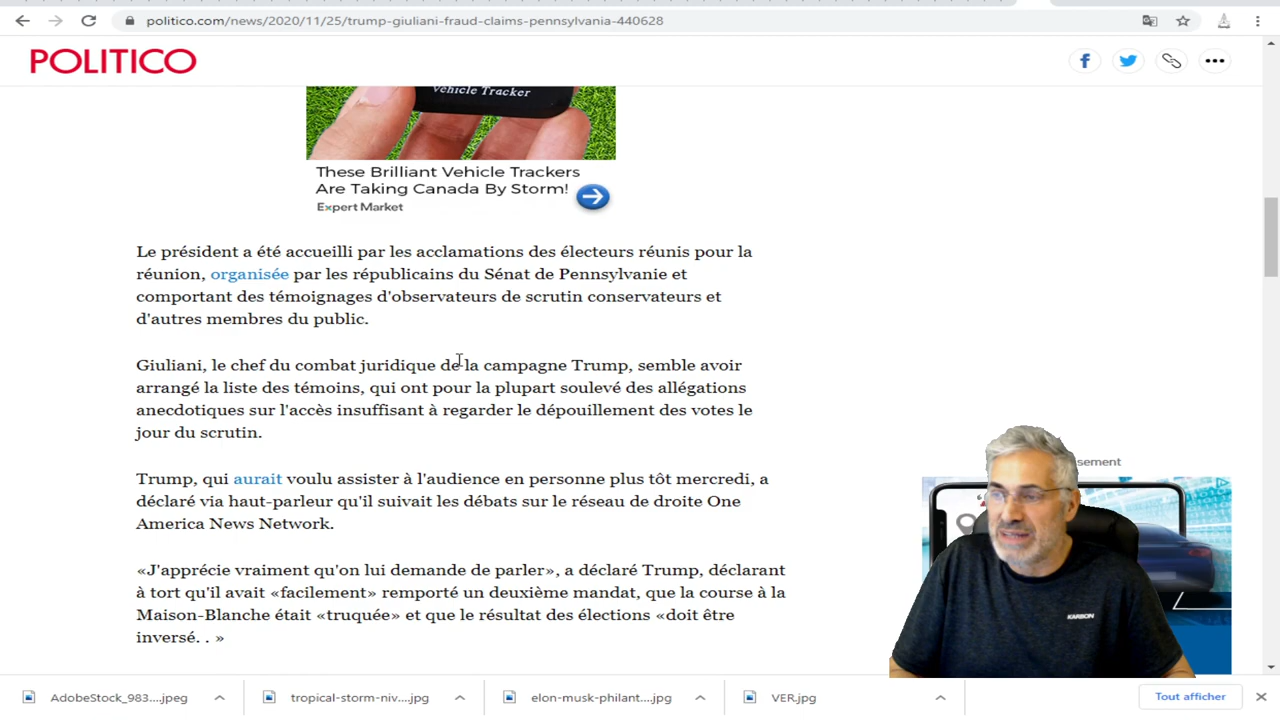 politico.com/news/2020/11/25/trump-giuliani-fraud-claims-pennsylvania-440628
POLITICO
Vehicle Tracker
These Brilliant Vehicle Trackers
Are Taking Canada By Storm!
Expert Market
Le président a été accueilli par les acclamations des électeurs réunis pour la
réunion, organisée par les républicains du Sénat de Pennsylvanie et
comportant des témoignages d'observateurs de scrutin conservateurs et
d'autres membres du public.
Giuliani, le chef du combat juridique de la campagne Trump, semble avoir
arrangé la liste des témoins, qui ont pour la plupart soulevé des allégations
anecdotiques sur l'accès insuffisant à regarder le dépouillement des votes le
jour du scrutin.
Trump, qui aurait voulu assister à l'audience en personne plus tôt mercredi, a
déclaré via haut-parleur qu'il suivait les débats sur le réseau de droite One
America News Network.
«J'apprécie vraiment qu'on lui demande de parler», a déclaré Trump, déclarant
à tort qu'il avait «facilement» remporté un deuxième mandat, que la course à la
Maison-Blanche était «truquée» et que le résultat des élections «doit être
inversé. . »
sement
KARBON
AdobeStock_983....jpeg
tropical-storm-niv....jpg
elon-musk-philant....jpg
VER.jpg
Tout afficher